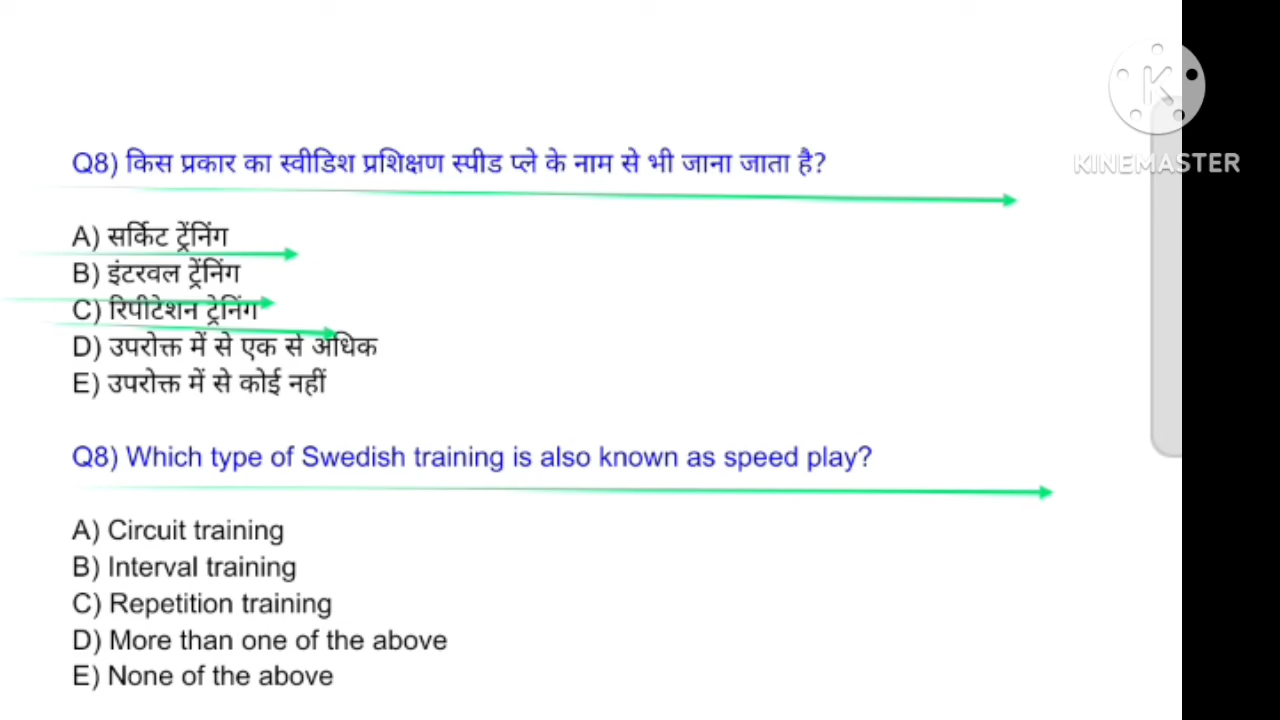 Q8) किस प्रकार का स्वीडिश प्रशिक्षण स्पीड प्ले के नाम से भी जाना जाता है?
KINEMASTER
A) सर्किट ट्रेंनिंग
B) इंटरवल ट्रेंनिंग
C) रिपीटेशन ट्रेनिंग
D) उपरोक्त में से एक से अधिक
E) उपरोक्त में से कोई नहीं
Q8) Which type of Swedish training is also known as speed play?
A) Circuit training
B) Interval training
C) Repetition training
D) More than one of the above
E) None of the above